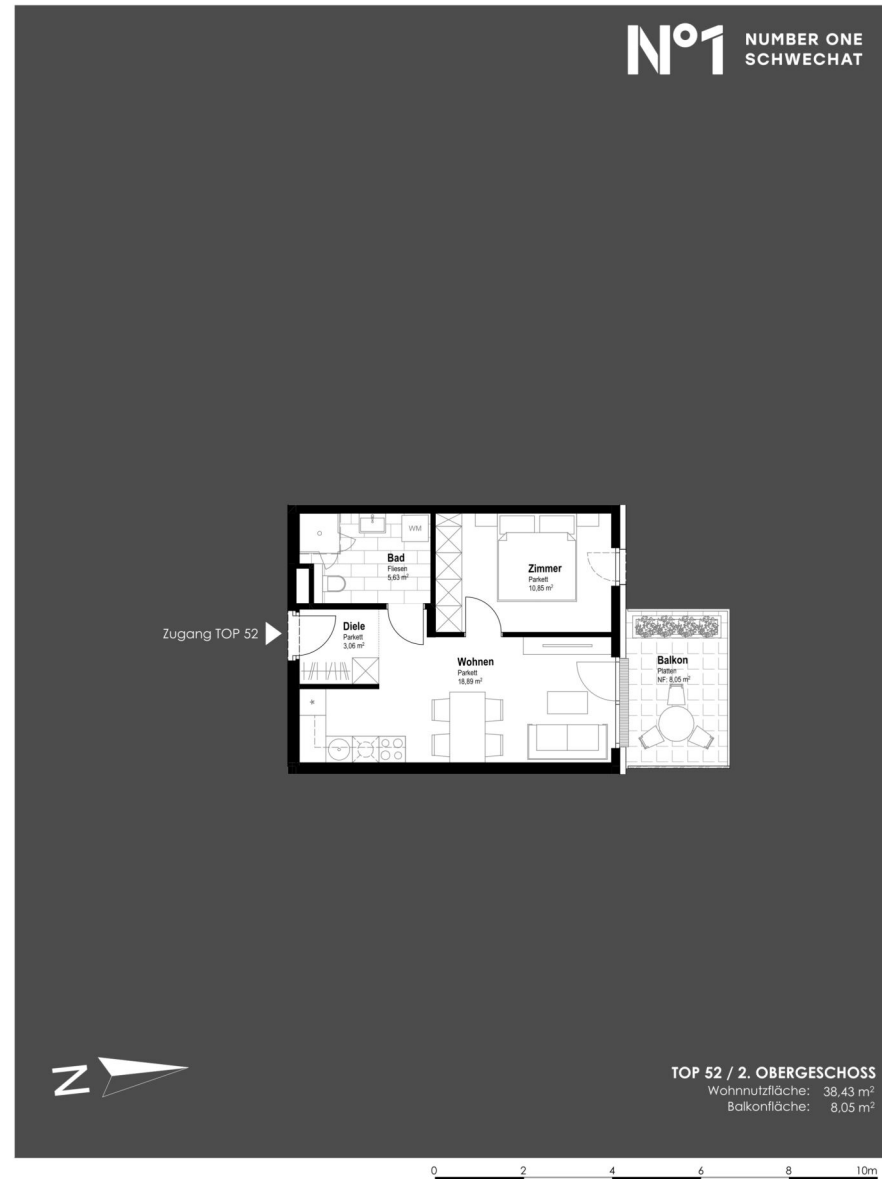 Nº1
NUMBER ONE
SCHWECHAT
WM
Bad
Fliesen
5,63 m²
Zimmer
Parkett
10,85 m²
Zugang TOP 52
Diele
Parkett
3,06 m²
Wohnen
Parkett
18,89 m²
Balkon
Platten
NF: 8,05 m²
*
N
TOP 52 / 2. OBERGESCHOSS
Wohnnutzfläche: 38,43 m²
Balkonfläche: 8,05 m²
0 2 4 6 8 10m